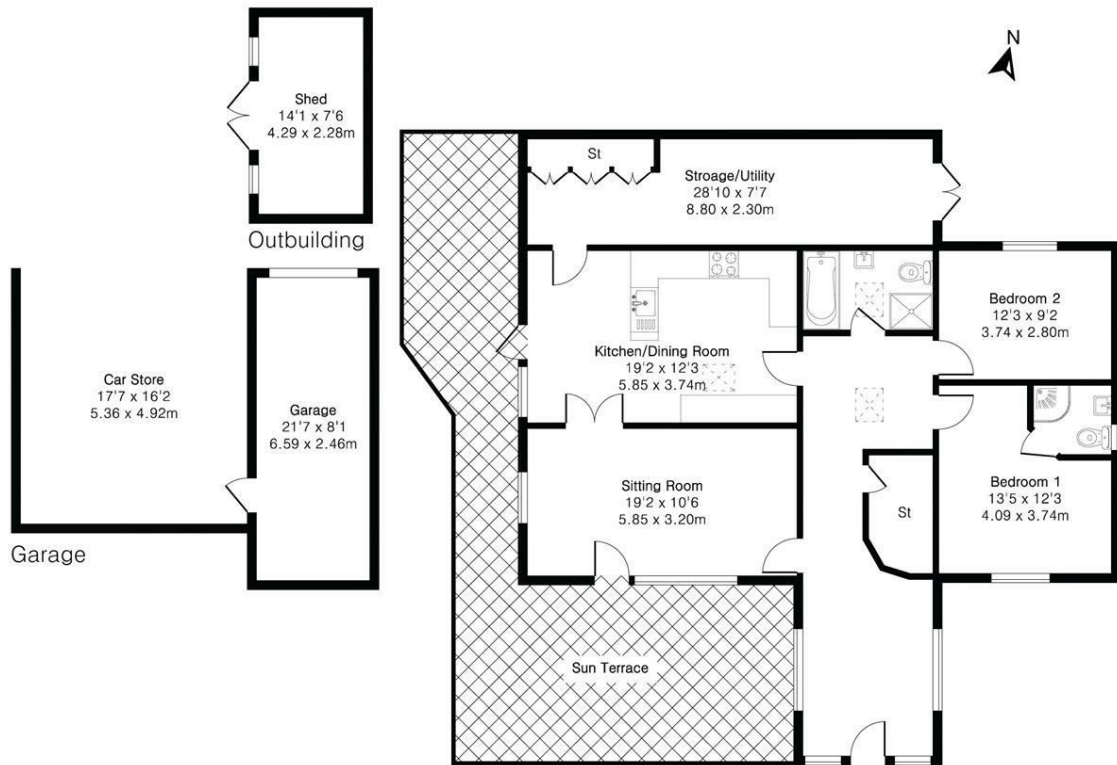 N
Shed
14'1 x 7'6
4.29 x 2.28m
Outbuilding
St
Stroage/Utility
28'10 x 7'7
8.80 x 2.30m
Bedroom 2
12'3 x 9'2
3.74 x 2.80m
Kitchen/Dining Room
19'2 x 12'3
5.85 x 3.74m
Car Store
17'7 x 16'2
5.36 x 4.92m
Garage
21'7 x 8'1
6.59 x 2.46m
Garage
Sitting Room
19'2 x 10'6
5.85 x 3.20m
St
Bedroom 1
13'5 x 12'3
4.09 x 3.74m
Sun Terrace